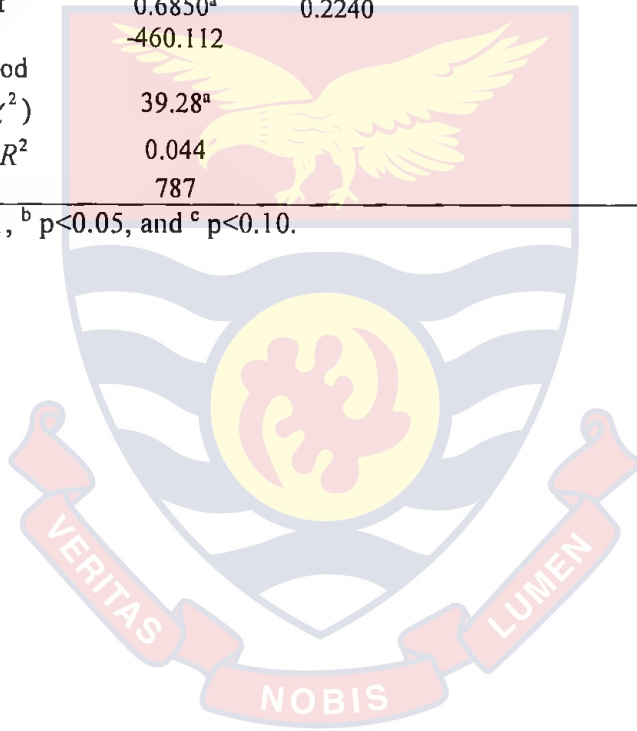 0.6850ᵃ 0.2240
-460.112
od
²) 39.28ᵃ
R² 0.044
787
, ᵇ p<0.05, and ᶜ p<0.10.
VERITAS
NOBIS
LUMEN